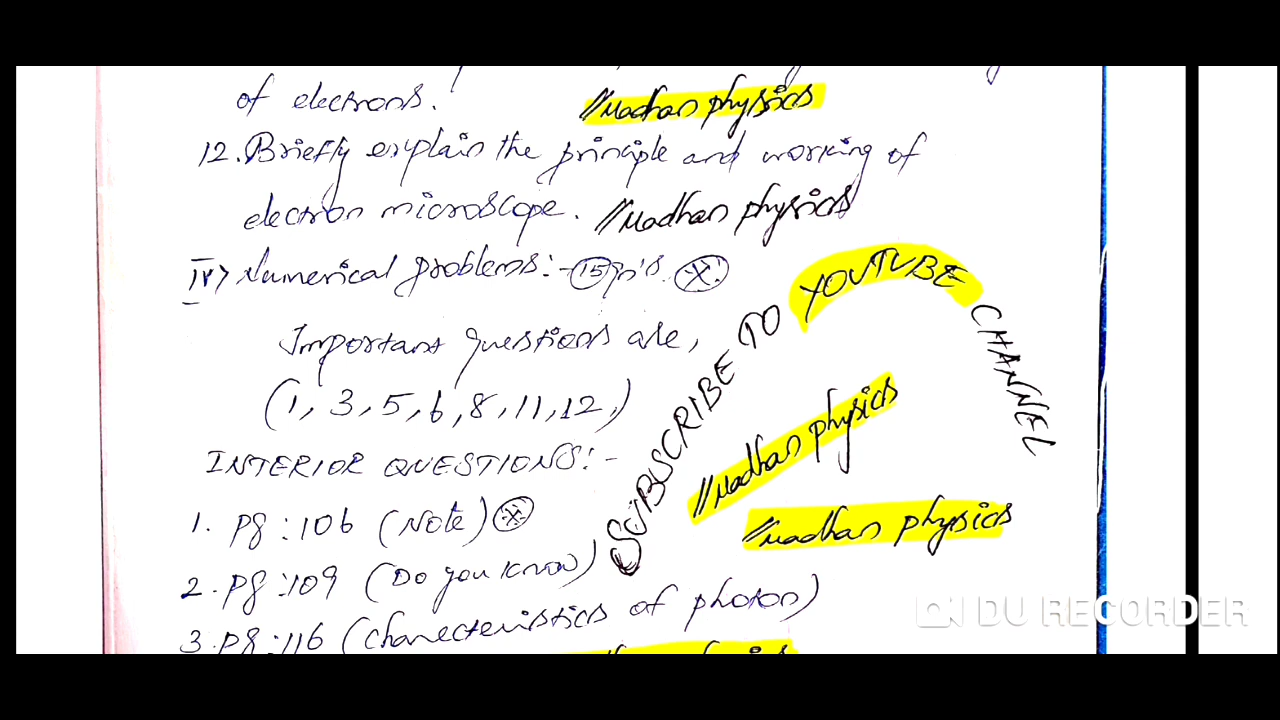 of electrons.
//Madhan physics
12. Briefly explain the principle and working of
electron microscope. //Madhan physics
IV) Numerical problems:- 15
Important questions are,
(1, 3, 5, 6, 8, 11, 12,)
SUBSCRIBE TO YOUTUBE CHANNEL
//Madhan physics
INTERIOR QUESTIONS:-
1. Pg: 106 (Note)
//Madhan physics
2. Pg: 109 (Do you know)
3. Pg: 116 (charecteristics of photon)
DU RECORDER